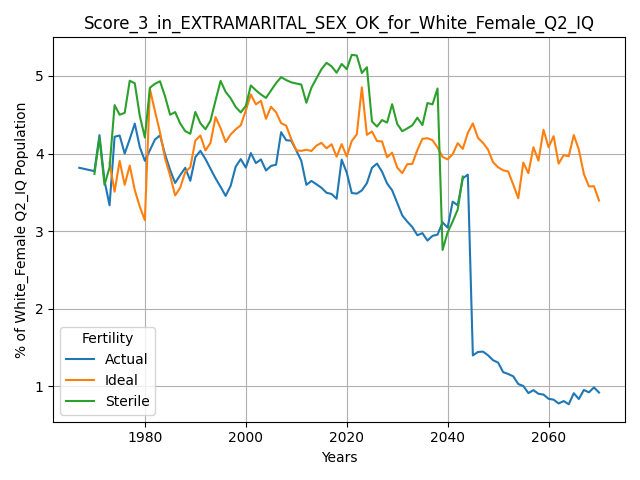 Score_3_in_EXTRAMARITAL_SEX_OK_for_White_Female_Q2_IQ
% of White_Female Q2_IQ Population
5
4
3
2
1
Fertility
Actual
Ideal
Sterile
1980
2000
2020
2040
2060
Years